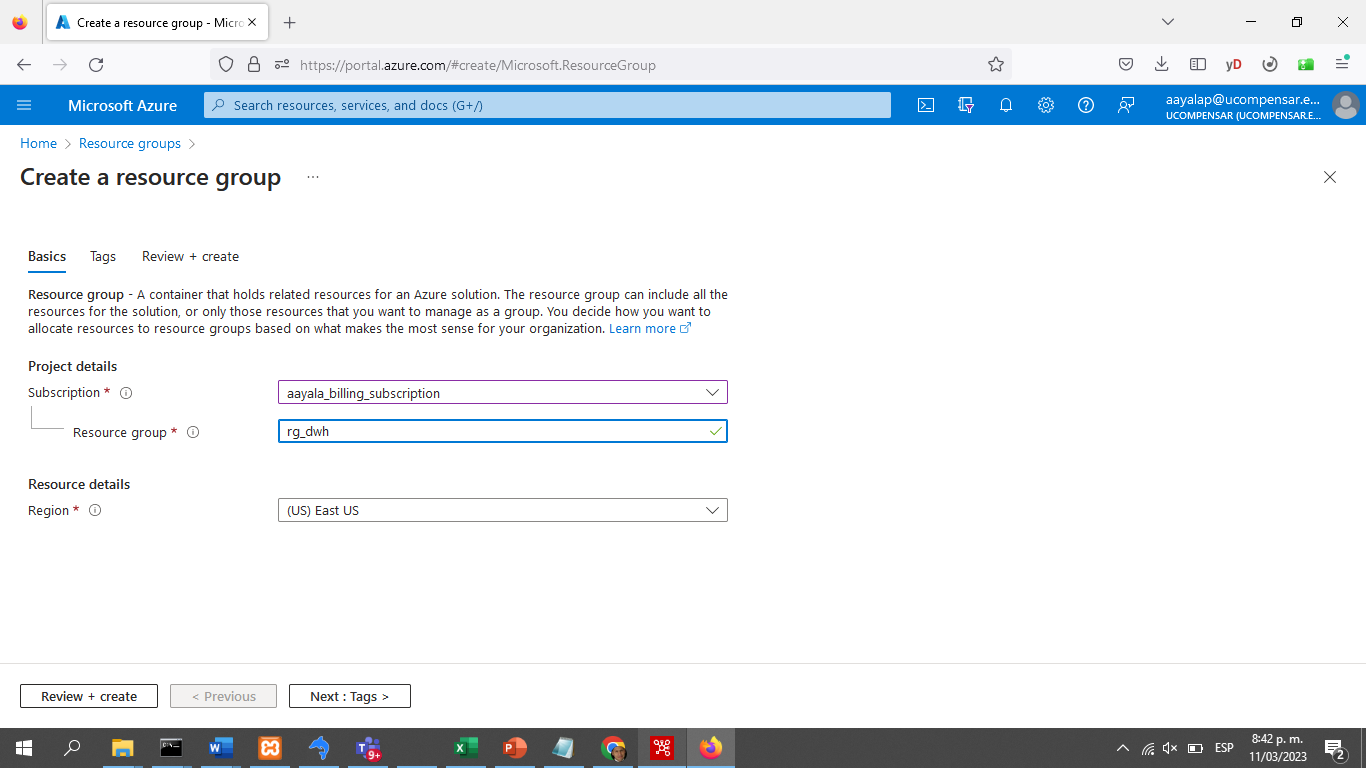 Create a resource group - Micro
https://portal.azure.com/#create/Microsoft.ResourceGroup
yD
Microsoft Azure
Search resources, services, and docs (G+/)
aayalap@ucompensar.e...
UCOMPENSAR (UCOMPENSAR.E...
Home > Resource groups >
Create a resource group ...
Basics Tags Review + create
Resource group - A container that holds related resources for an Azure solution. The resource group can include all the
resources for the solution, or only those resources that you want to manage as a group. You decide how you want to
allocate resources to resource groups based on what makes the most sense for your organization. Learn more
Project details
Subscription *
aayala_billing_subscription
Resource group *
rg_dwh
Resource details
Region *
(US) East US
Review + create
< Previous
Next : Tags >
9+
ESP
8:42 p. m.
11/03/2023
2